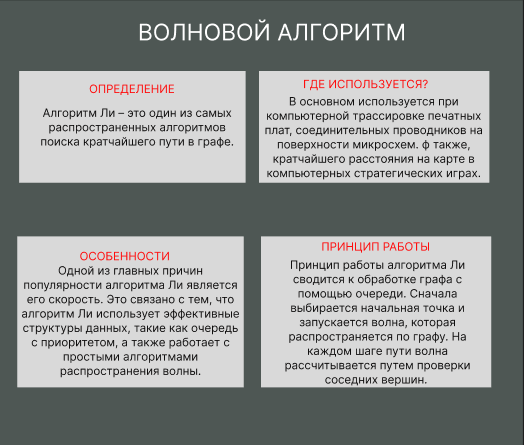 ВОЛНОВОЙ АЛГОРИТМ
ОПРЕДЕЛЕНИЕ
Алгоритм Ли – это один из самых
распространенных алгоритмов
поиска кратчайшего пути в графе.
ГДЕ ИСПОЛЬЗУЕТСЯ?
В основном используется при
компьютерной трассировке печатных
плат, соединительных проводников на
поверхности микросхем. ф также,
кратчайшего расстояния на карте в
компьютерных стратегических играх.
ОСОБЕННОСТИ
Одной из главных причин
популярности алгоритма Ли является
его скорость. Это связано с тем, что
алгоритм Ли использует эффективные
структуры данных, такие как очередь
с приоритетом, а также работает с
простыми алгоритмами
распространения волны.
ПРИНЦИП РАБОТЫ
Принцип работы алгоритма Ли
сводится к обработке графа с
помощью очереди. Сначала
выбирается начальная точка и
запускается волна, которая
распространяется по графу. На
каждом шаге пути волна
рассчитывается путем проверки
соседних вершин.